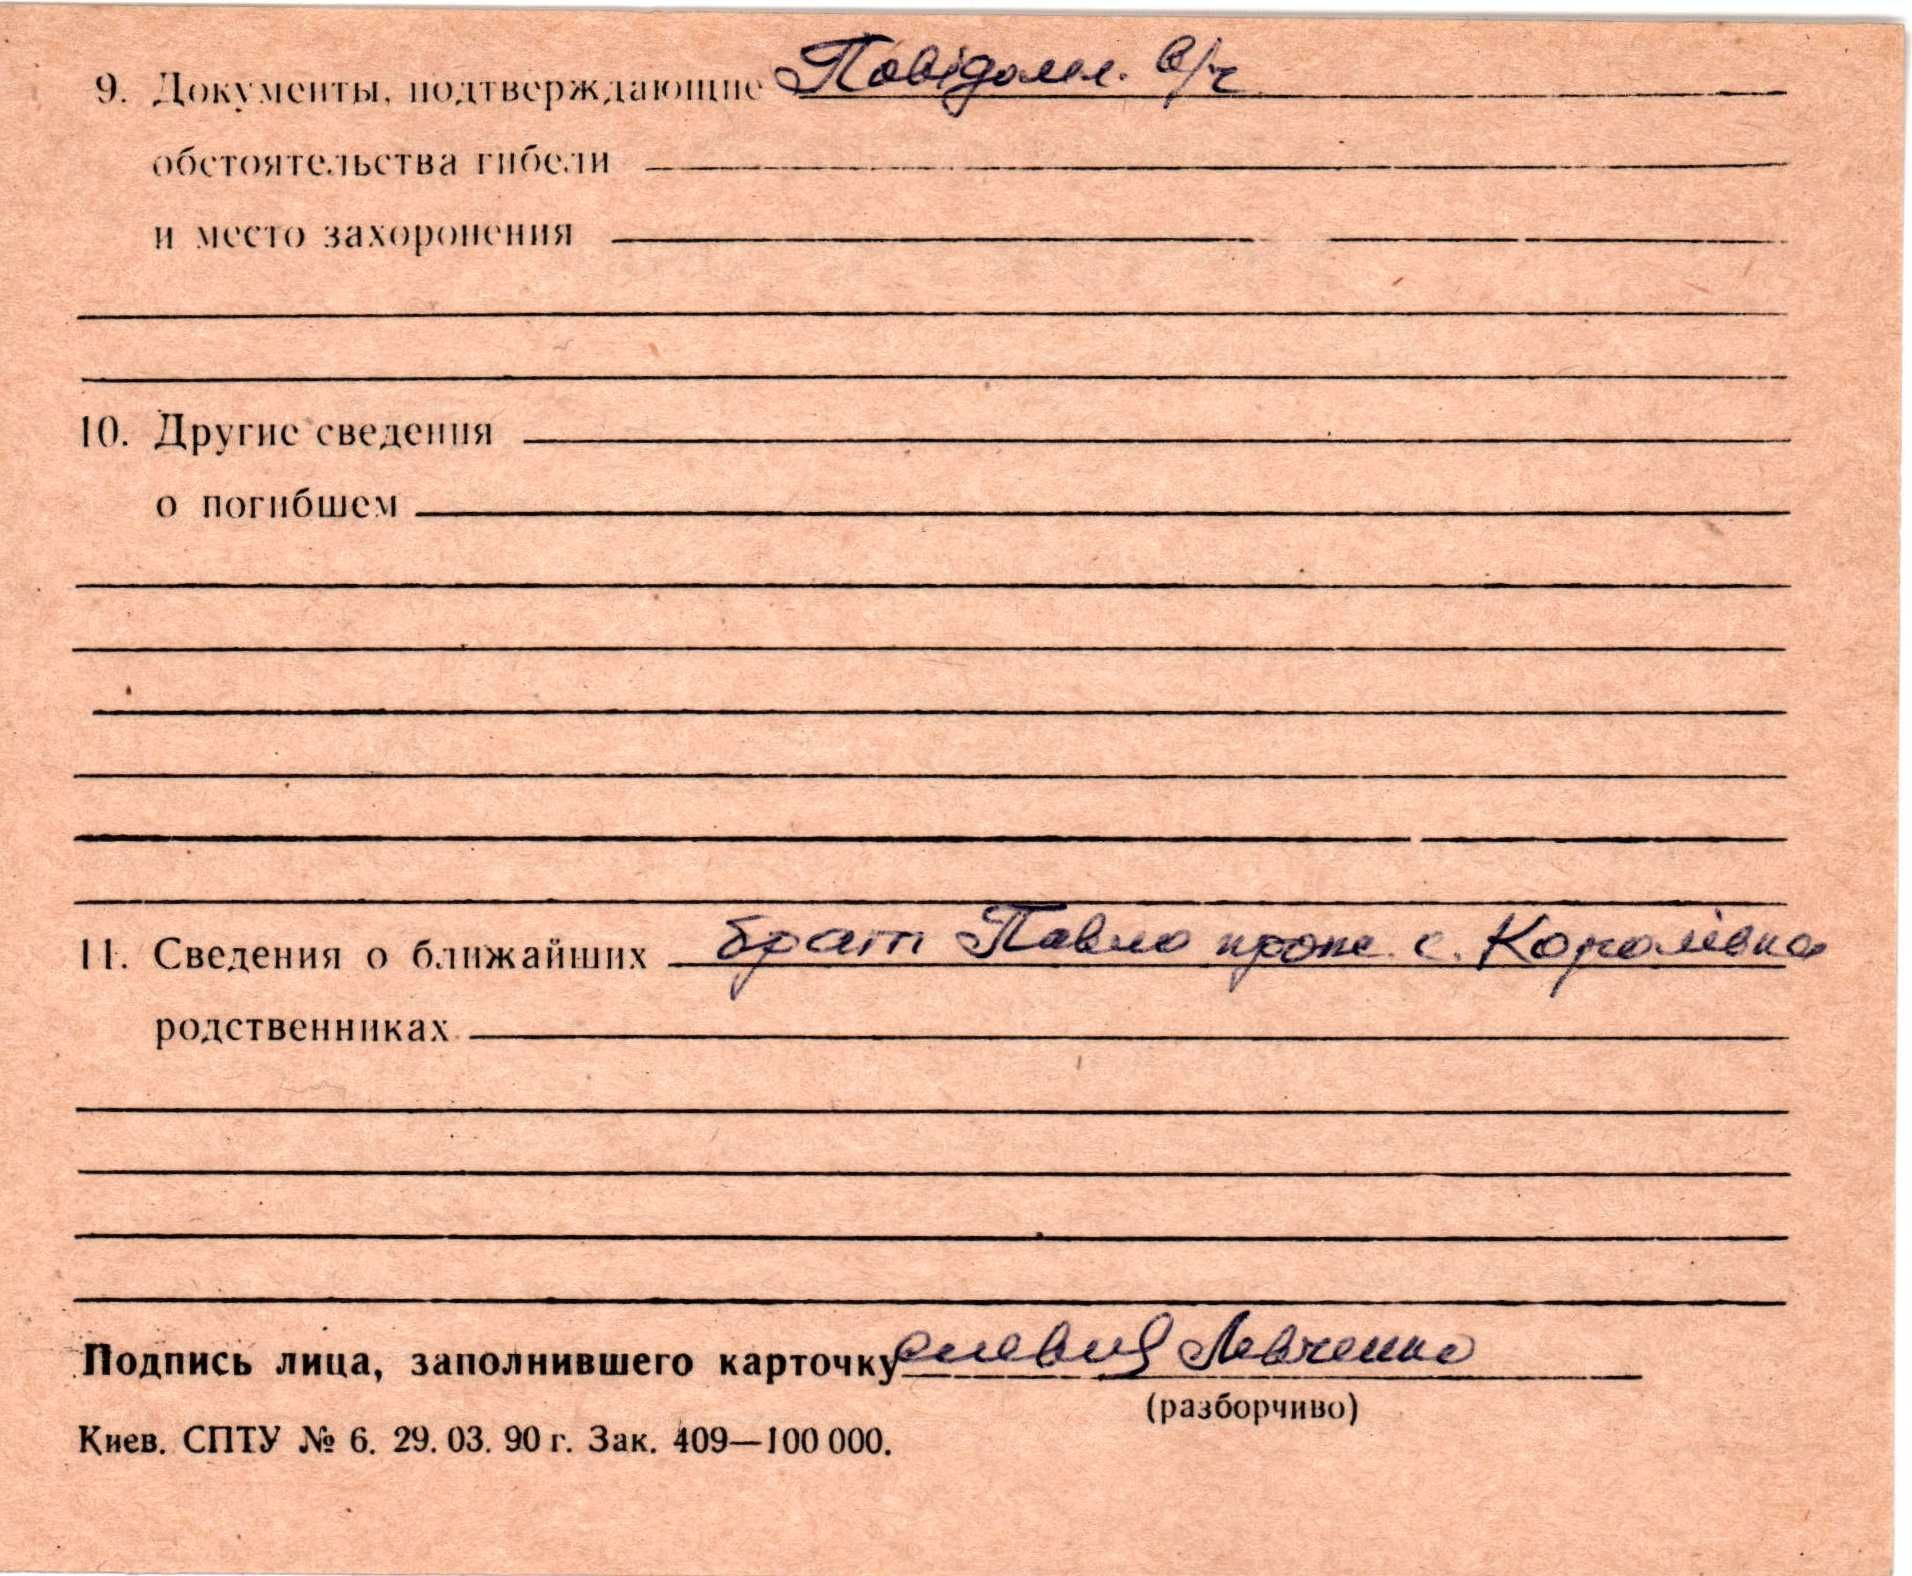 9. Документы, подтверждающие Повідомл. в/ч
обстоятельства гибели
и место захоронения
10. Другие сведения
о погибшем
11. Сведения о ближайших брат Павло прож. с. Королівка
родственниках
Подпись лица, заполнившего карточку Левченко
(разборчиво)
Киев. СПТУ № 6. 29. 03. 90 г. Зак. 409—100 000.